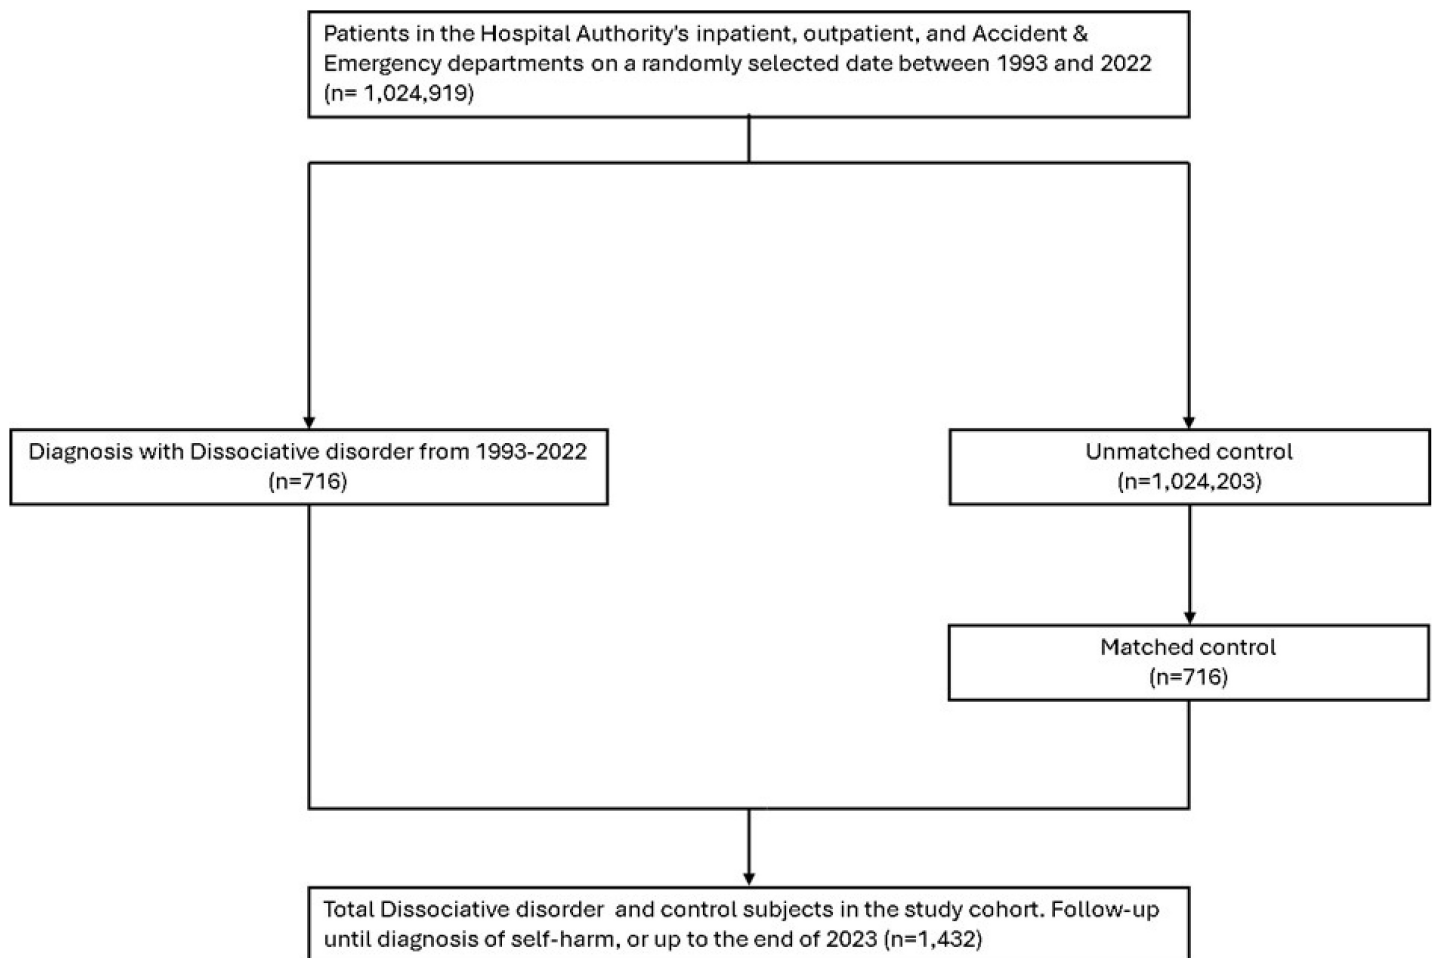 Patients in the Hospital Authority's inpatient, outpatient, and Accident &
Emergency departments on a randomly selected date between 1993 and 2022
(n= 1,024,919)
Diagnosis with Dissociative disorder from 1993-2022
(n=716)
Unmatched control
(n=1,024,203)
Matched control
(n=716)
Total Dissociative disorder and control subjects in the study cohort. Follow-up
until diagnosis of self-harm, or up to the end of 2023 (n=1,432)